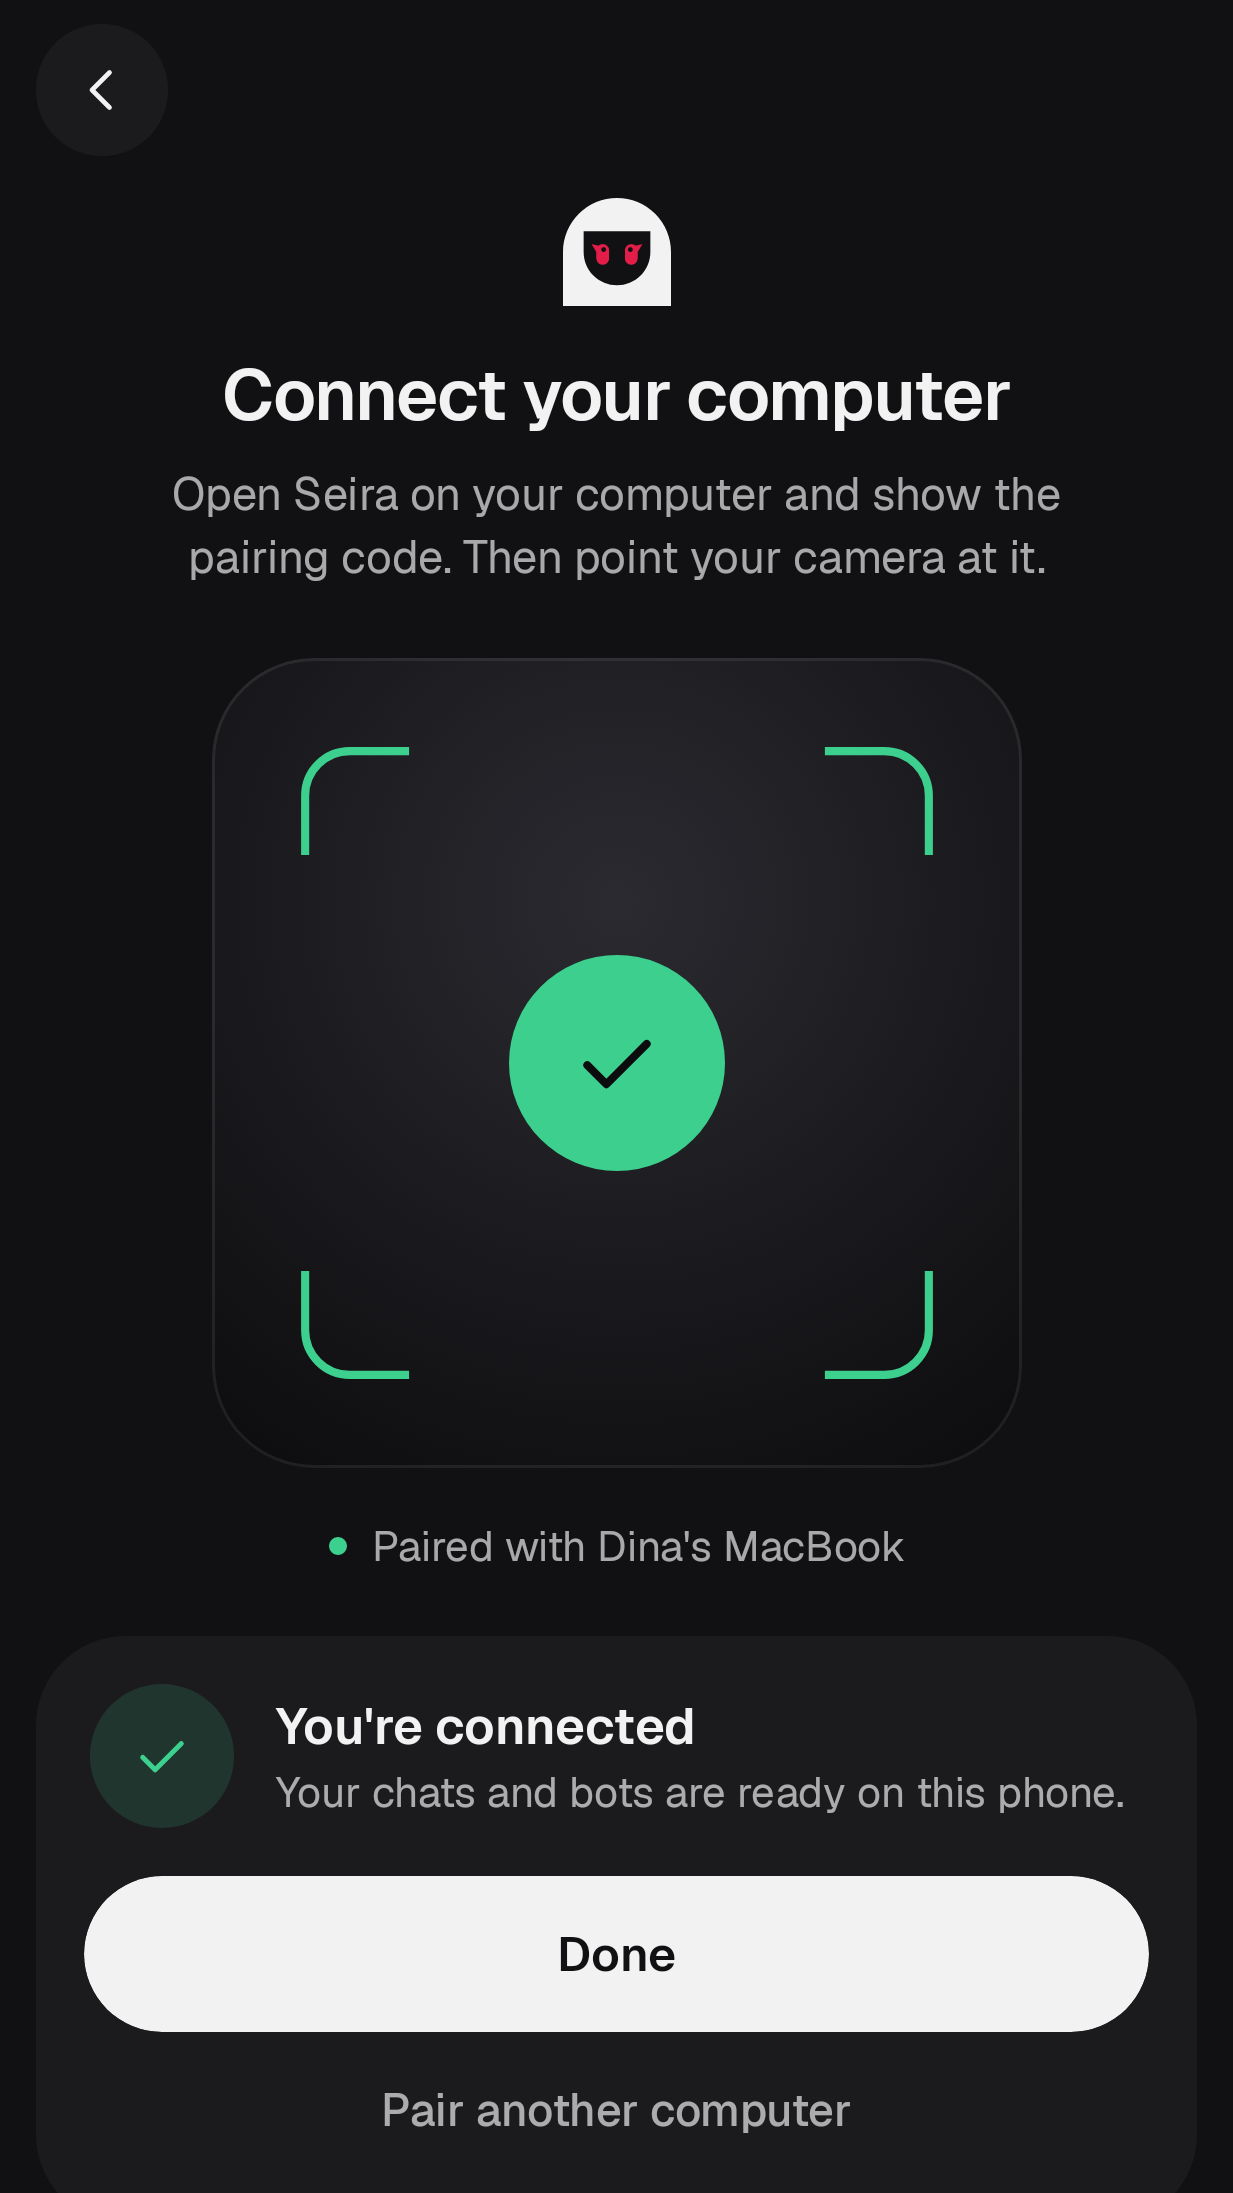 Connect your computer
Open Seira on your computer and show the
pairing code. Then point your camera at it.
Paired with Dina's MacBook
You're connected
Your chats and bots are ready on this phone.
Done
Pair another computer